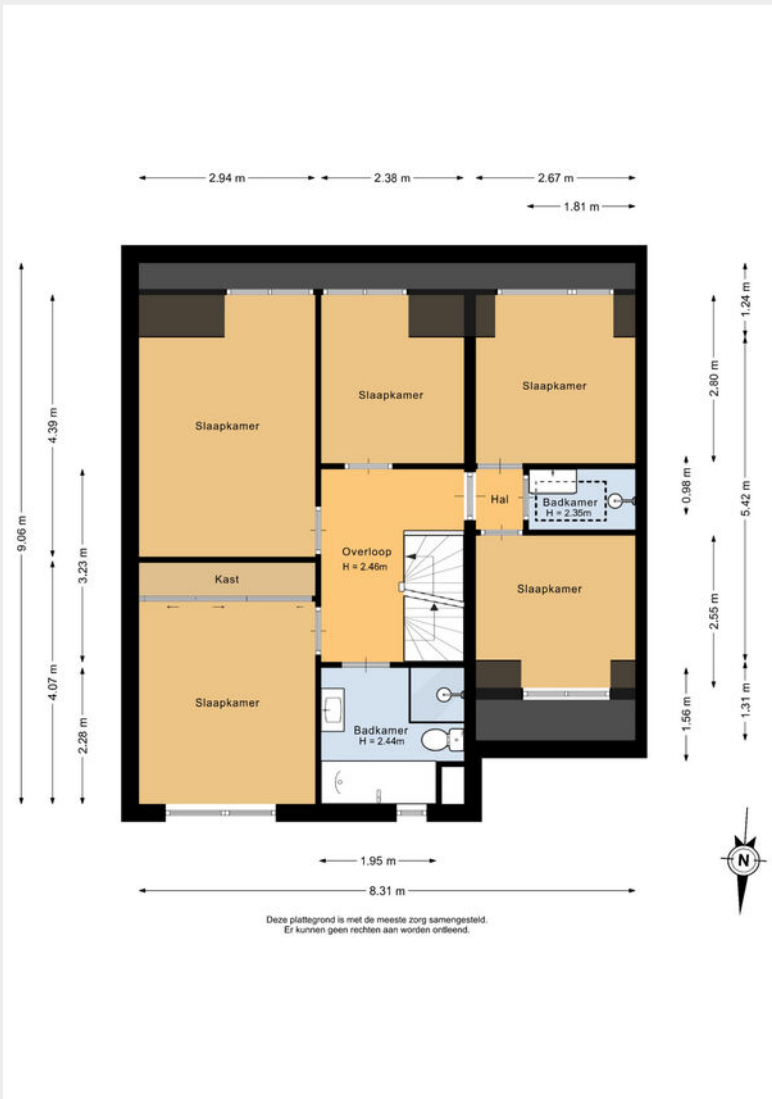 2.94 m
2.38 m
2.67 m
1.81 m
9.06 m
4.39 m
4.07 m
3.23 m
2.28 m
Slaapkamer
Slaapkamer
Slaapkamer
Overloop
H = 2.46m
Hal
Badkamer
H = 2.35m
Kast
Slaapkamer
Slaapkamer
Badkamer
H = 2.44m
2.80 m
0.98 m
2.55 m
1.56 m
1.24 m
5.42 m
1.31 m
1.95 m
8.31 m
N
Deze plattegrond is met de meeste zorg samengesteld.
Er kunnen geen rechten aan worden ontleend.